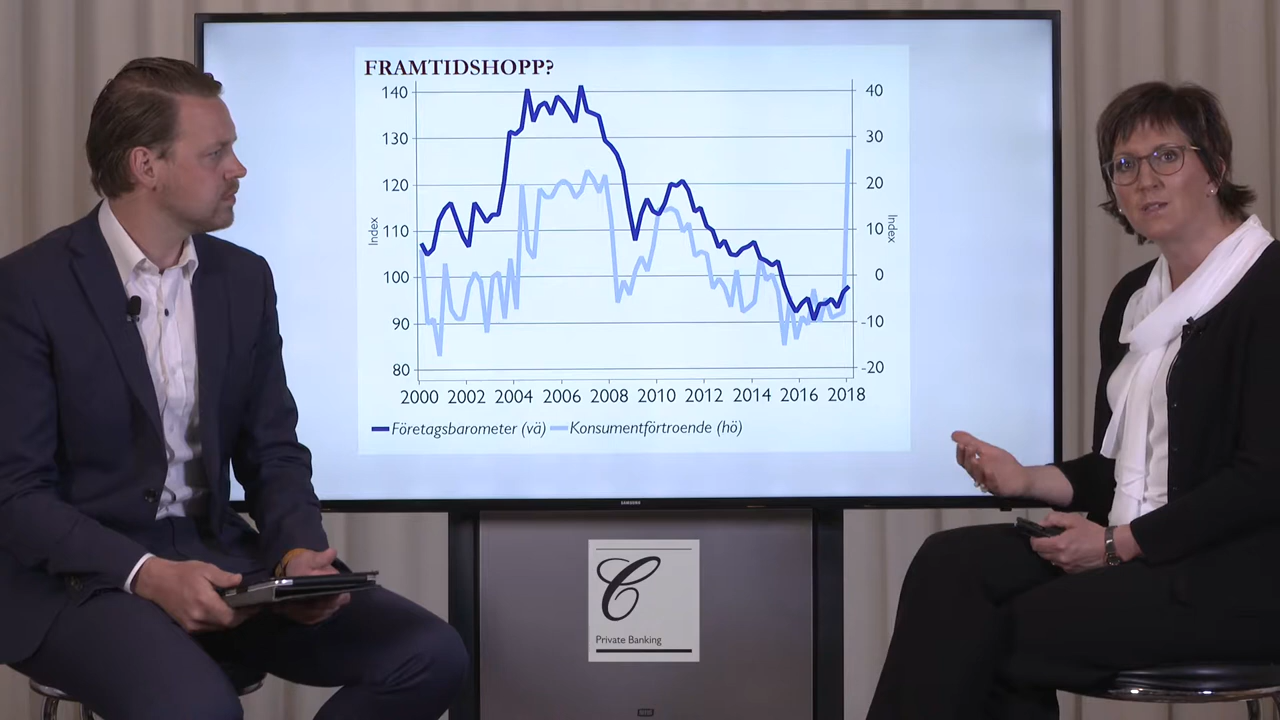 FRAMTIDSHOPP?
140
130
120
110
100
90
80
Index
40
30
20
10
0
-10
-20
Index
2000 2002 2004 2006 2008 2010 2012 2014 2016 2018
Företagsbarometer (vä) Konsumentförtroende (hö)
SAMSUNG
C
Private Banking